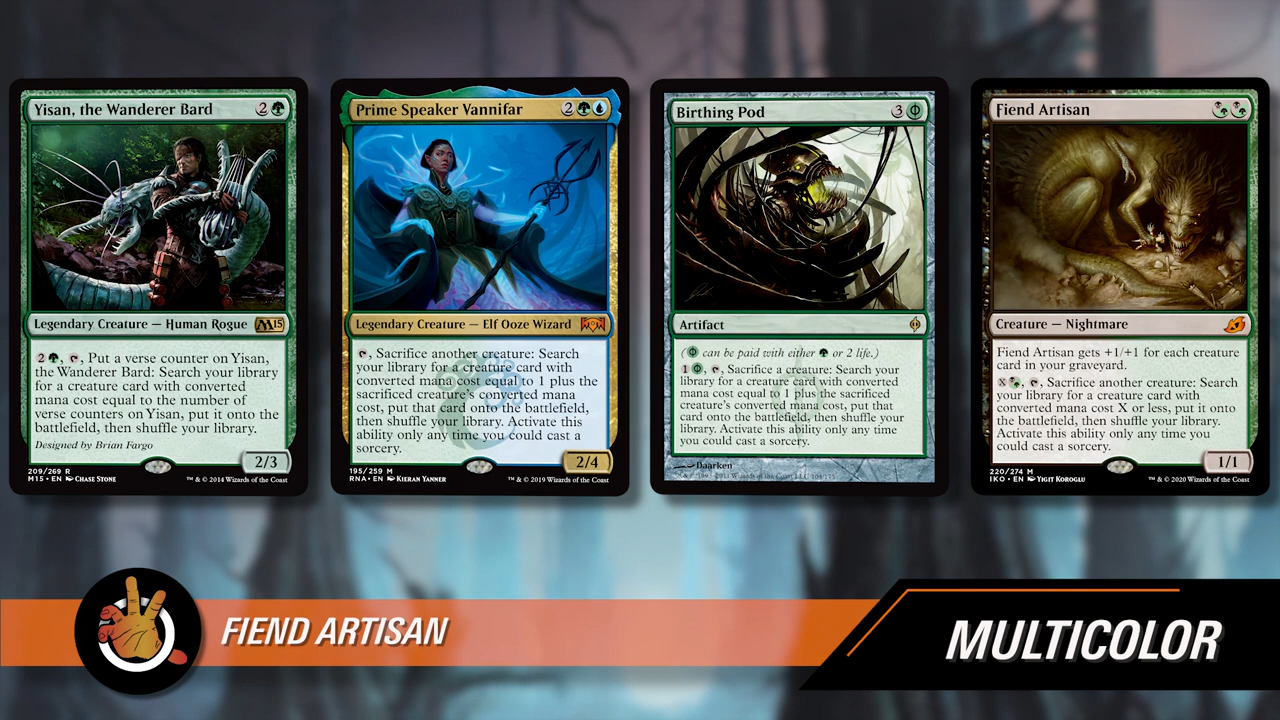 Yisan, the Wanderer Bard 2
Legendary Creature — Human Rogue M15
2 , , Put a verse counter on Yisan,
the Wanderer Bard: Search your library
for a creature card with converted
mana cost equal to the number of
verse counters on Yisan, put it onto the
battlefield, then shuffle your library.
Designed by Brian Fargo
2/3
209/269 R
M15 • EN Chase Stone
™ & © 2014 Wizards of the Coast
Prime Speaker Vannifar 2
Legendary Creature — Elf Ooze Wizard
, Sacrifice another creature: Search
your library for a creature card with
converted mana cost equal to 1 plus the
sacrificed creature's converted mana
cost, put that card onto the battlefield,
then shuffle your library. Activate this
ability only any time you could cast a
sorcery.
2/4
195/259 M
RNA • EN Kieran Yanner
™ & © 2019 Wizards of the Coast
Birthing Pod 3
Artifact
( can be paid with either or 2 life.)
1 , , Sacrifice a creature: Search your
library for a creature card with converted
mana cost equal to 1 plus the sacrificed
creature's converted mana cost, put that
card onto the battlefield, then shuffle your
library. Activate this ability only any time
you could cast a sorcery.
Daarken
Fiend Artisan
Creature — Nightmare
Fiend Artisan gets +1/+1 for each creature
card in your graveyard.
X , , Sacrifice another creature: Search
your library for a creature card with
converted mana cost X or less, put it onto
the battlefield, then shuffle your library.
Activate this ability only any time you
could cast a sorcery.
1/1
220/274 M
IKO • EN Yigit Koroglu
™ & © 2020 Wizards of the Coast
FIEND ARTISAN
MULTICOLOR